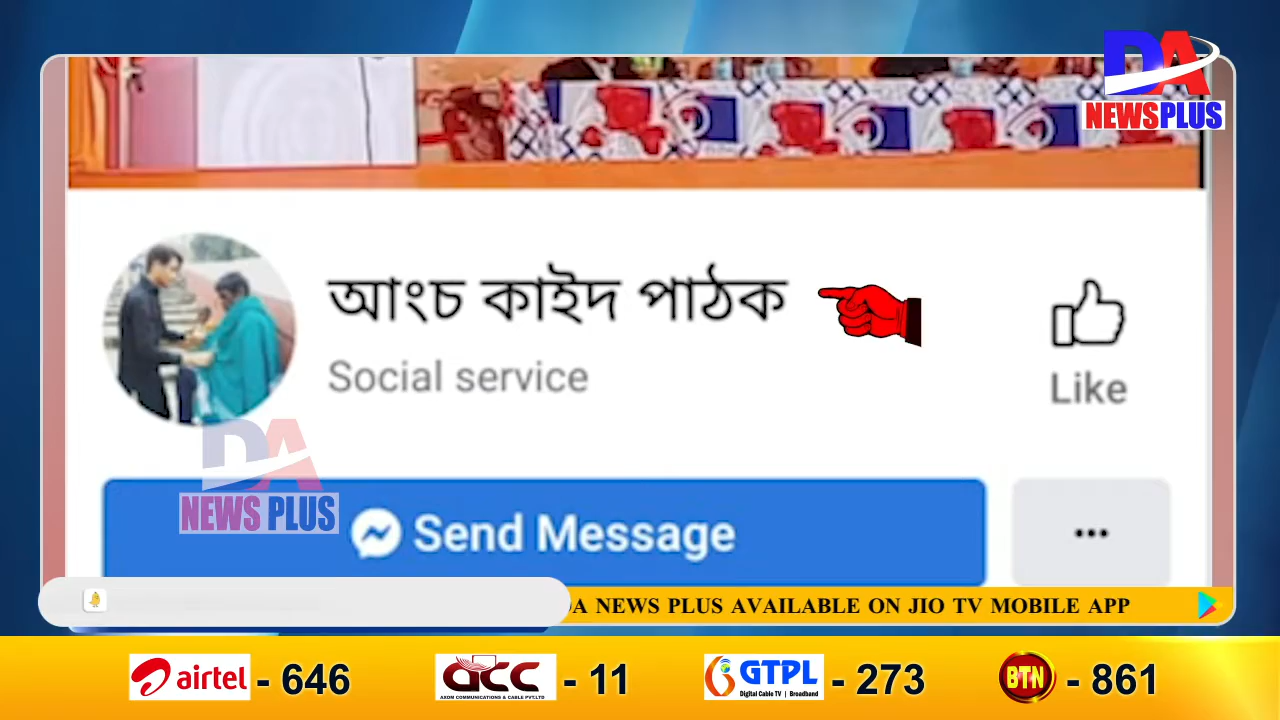 DA
NEWSPLUS
আংচ কাইদ পাঠক
Social service
Like
DA
NEWS PLUS
Send Message
DA NEWS PLUS AVAILABLE ON JIO TV MOBILE APP
airtel - 646
ACC - 11
AXOM COMMUNICATIONS & CABLE PVT.LTD
GTPL - 273
Digital Cable TV | Broadband
BTN - 861